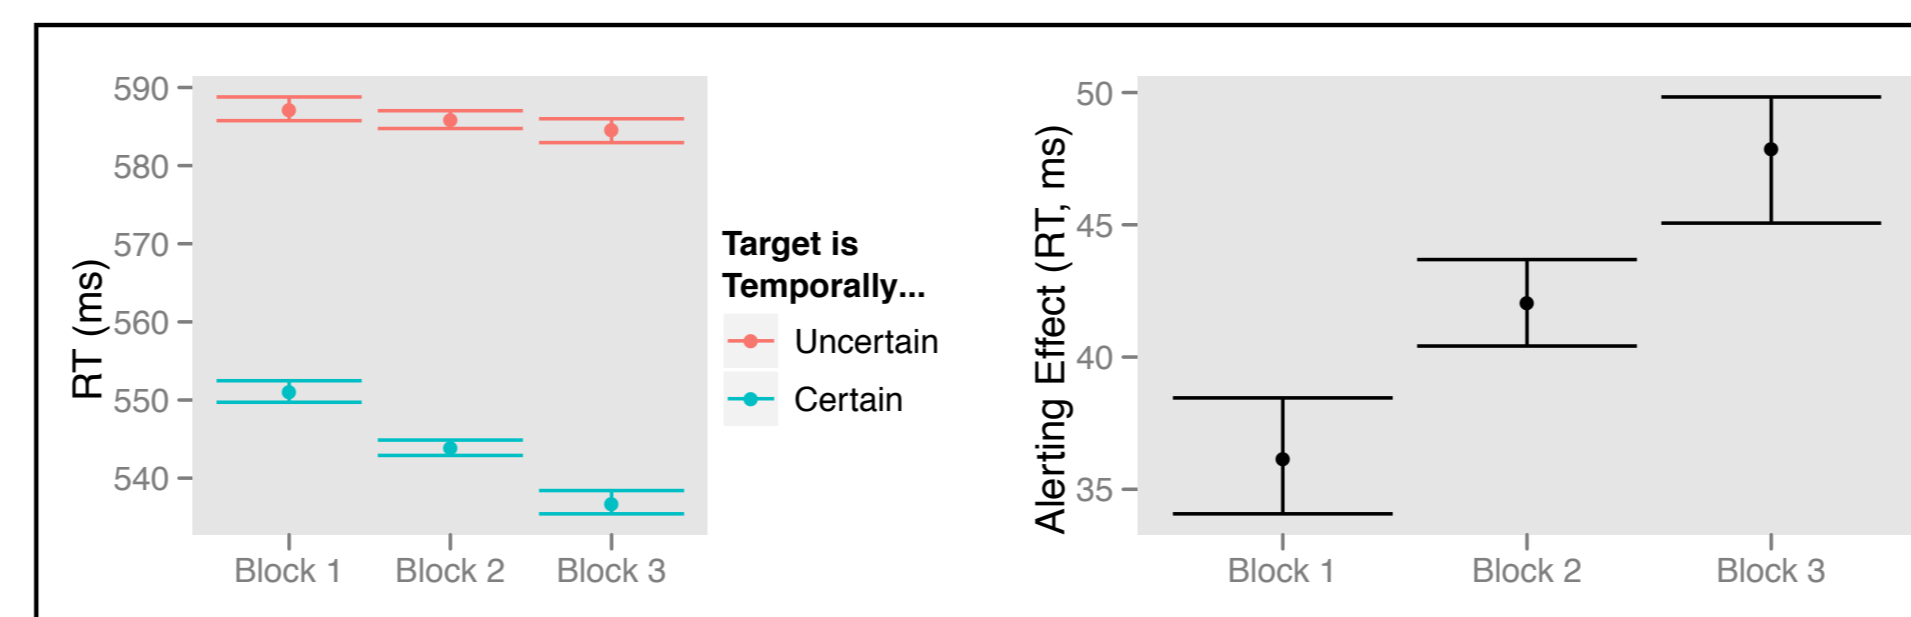 590
580
570
560
550
540
RT (ms)
Block 1
Block 2
Block 3
Target is
Temporally...
Uncertain
Certain
50
45
40
35
Alerting Effect (RT, ms)
Block 1
Block 2
Block 3